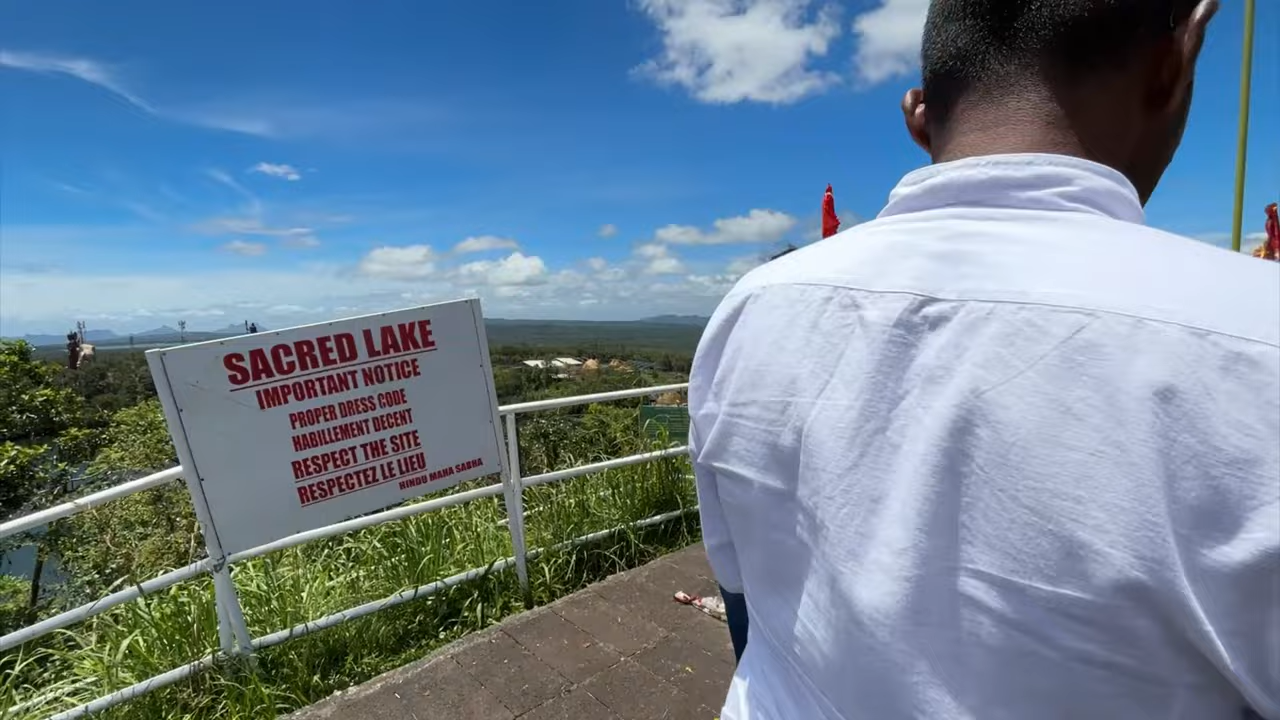 SACRED LAKE
IMPORTANT NOTICE
PROPER DRESS CODE
HABILLEMENT DECENT
RESPECT THE SITE
RESPECTEZ LE LIEU
HINDU MAHA SABHA